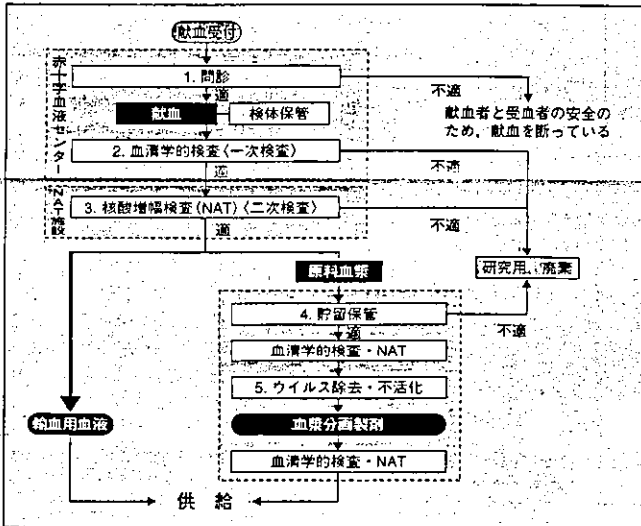 献血受付
赤十字血液センター
1. 問診
適
不適
献血
検体保管
献血者と受血者の安全の
ため、献血を断っている
2. 血清学的検査〈一次検査〉
適
不適
NAT施設
3. 核酸増幅検査(NAT)〈二次検査〉
適
不適
原料血漿
研究用、廃棄
4. 貯留保管
適
不適
血清学的検査・NAT
5. ウイルス除去・不活化
輸血用血液
血漿分画製剤
血清学的検査・NAT
供給